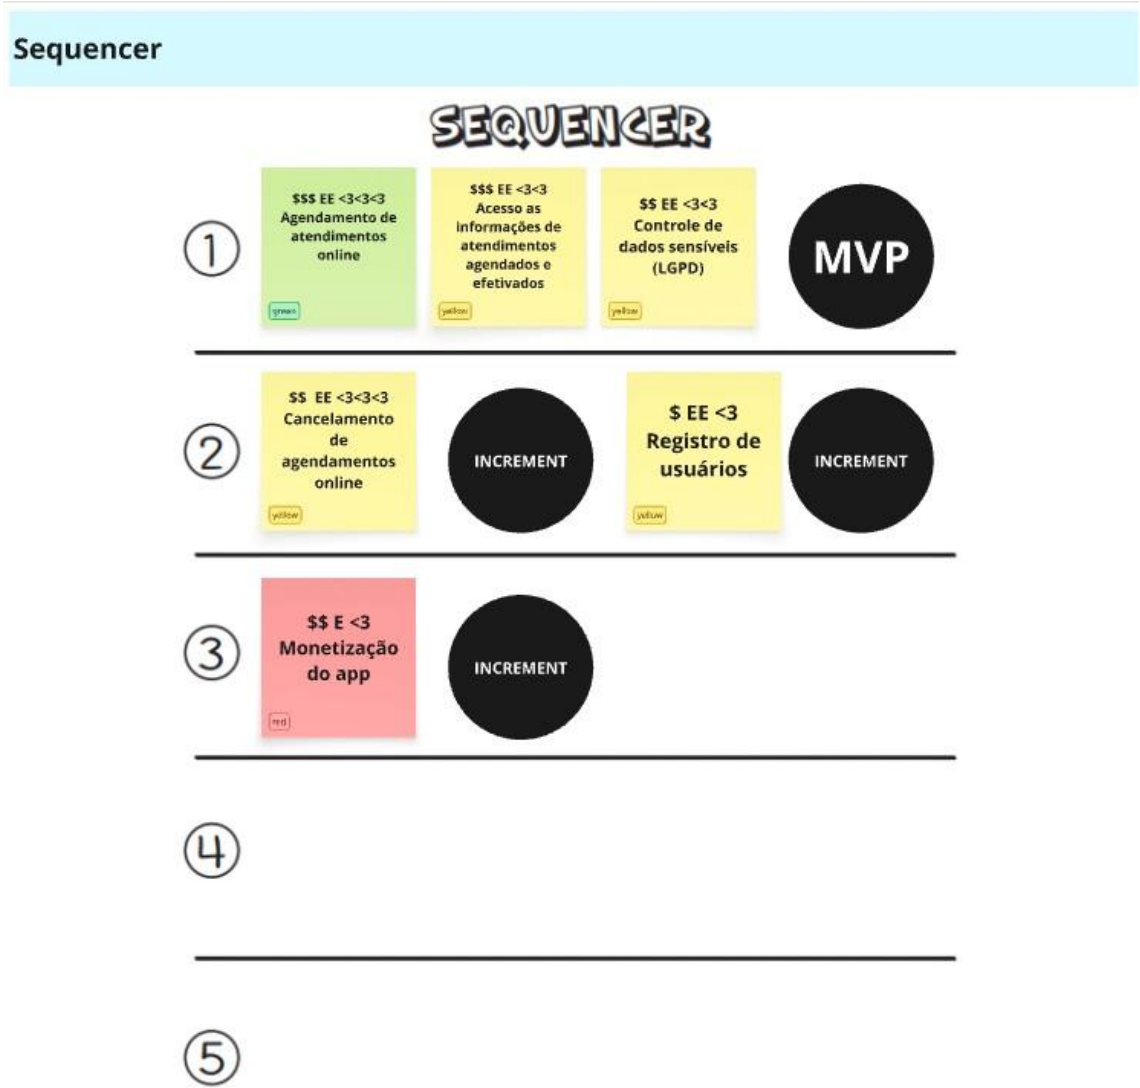 Sequencer
SEQUENCER
1
$$$ EE <3<3<3
Agendamento de
atendimentos
online
green
$$$ EE <3<3
Acesso as
informações de
atendimentos
agendados e
efetivados
yellow
$$ EE <3<3
Controle de
dados sensíveis
(LGPD)
yellow
MVP
2
$$ EE <3<3<3
Cancelamento
de
agendamentos
online
yellow
INCREMENT
$ EE <3
Registro de
usuários
yellow
INCREMENT
3
$$ E <3
Monetização
do app
red
INCREMENT
4
5